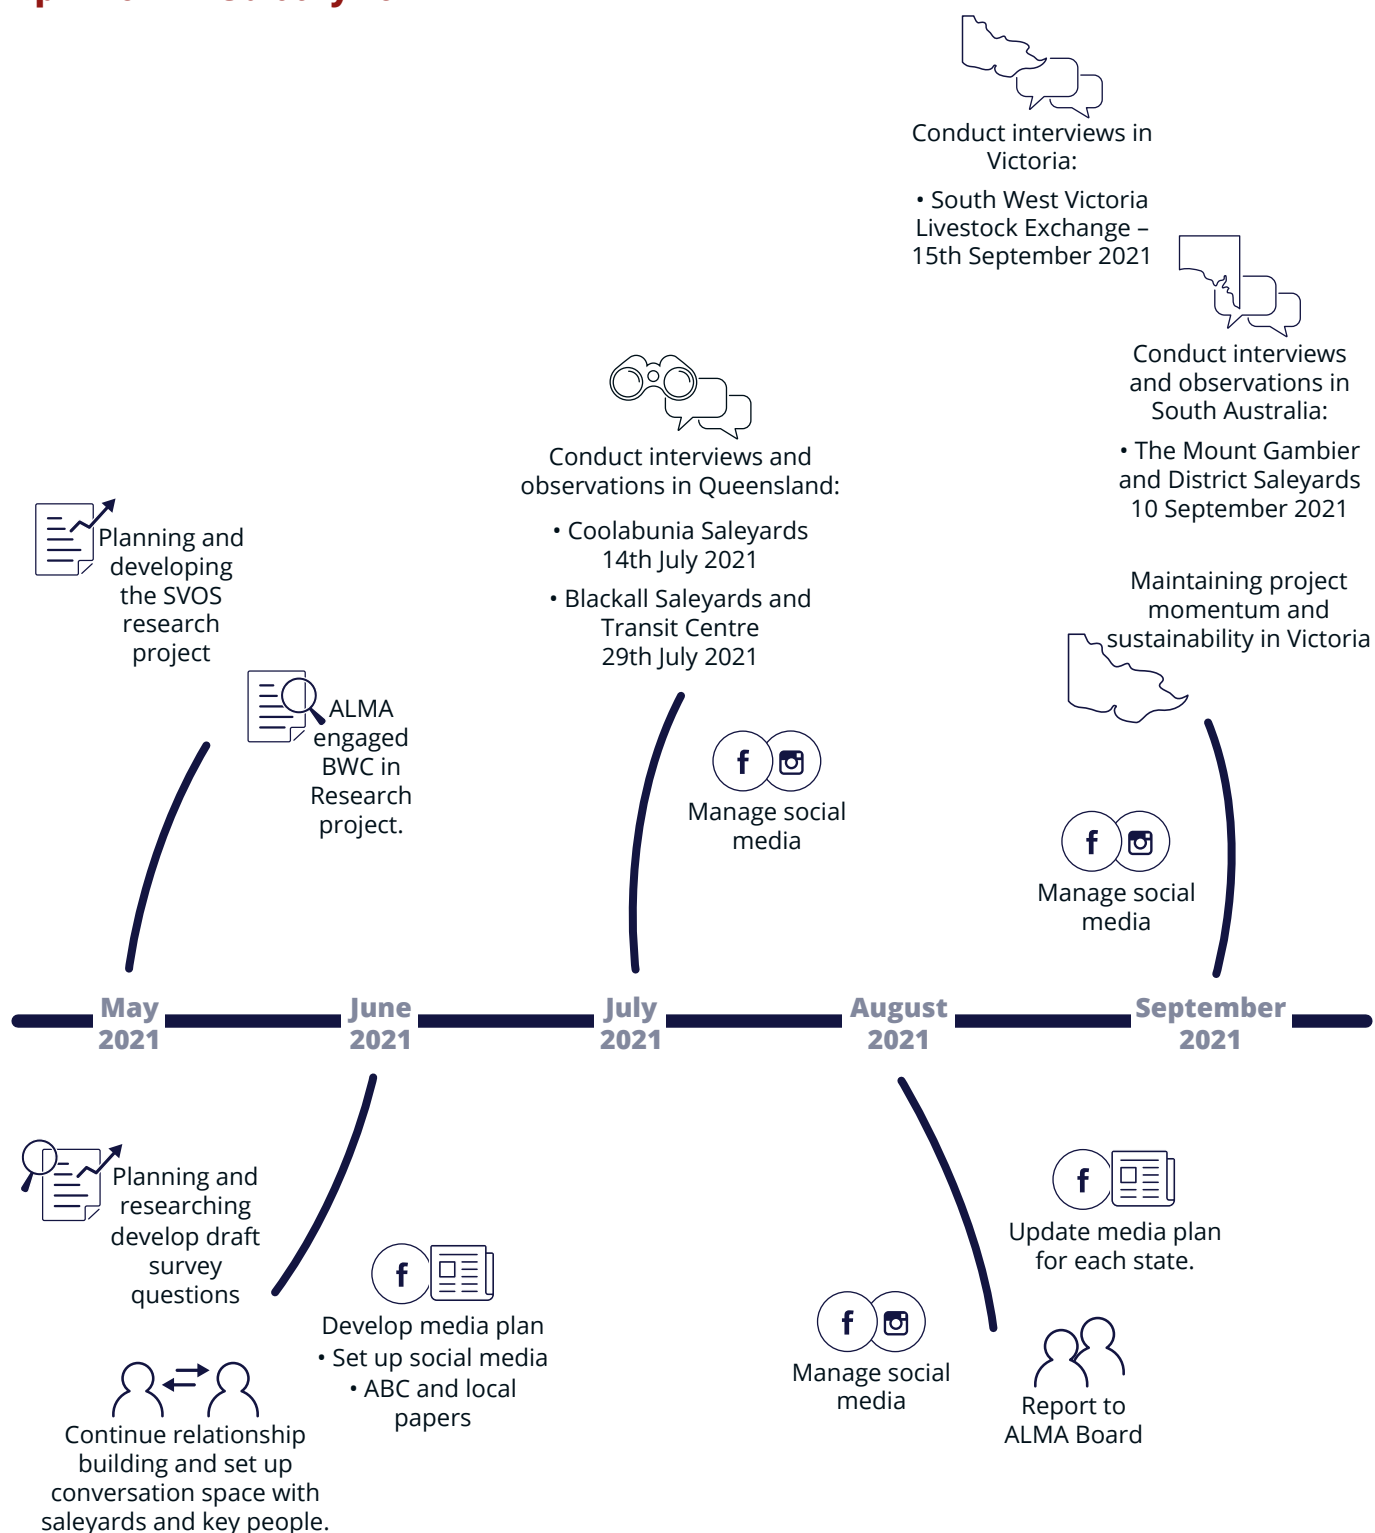 Conduct interviews in
Victoria:
• South West Victoria
Livestock Exchange –
15th September 2021
Conduct interviews
and observations in
South Australia:
• The Mount Gambier
and District Saleyards
10 September 2021
Conduct interviews and
observations in Queensland:
• Coolabunia Saleyards
14th July 2021
• Blackall Saleyards and
Transit Centre
29th July 2021
Planning and
developing
the SVOS
research
project
Maintaining project
momentum and
sustainability in Victoria
ALMA
engaged
BWC in
Research
project.
Manage social
media
Manage social
media
May
2021
June
2021
July
2021
August
2021
September
2021
Planning and
researching
develop draft
survey
questions
Develop media plan
• Set up social media
• ABC and local
papers
Continue relationship
building and set up
conversation space with
saleyards and key people.
Update media plan
for each state.
Manage social
media
Report to
ALMA Board